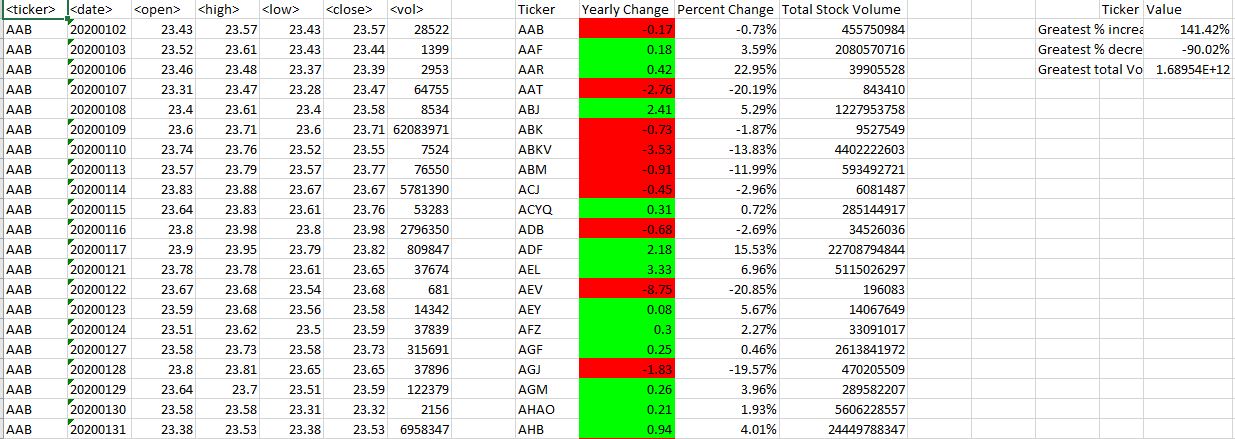 <ticker> <date> <open> <high> <low> <close> <vol> Ticker Yearly Change Percent Change Total Stock Volume Ticker Value
AAB 20200102 23.43 23.57 23.43 23.57 28522 AAB -0.17 -0.73% 455750984 Greatest % increa 141.42%
AAB 20200103 23.52 23.61 23.43 23.44 1399 AAF 0.18 3.59% 2080570716 Greatest % decre -90.02%
AAB 20200106 23.46 23.48 23.37 23.39 2953 AAR 0.42 22.95% 39905528 Greatest total Vo 1.68954E+12
AAB 20200107 23.31 23.47 23.28 23.47 64755 AAT -2.76 -20.19% 843410
AAB 20200108 23.4 23.61 23.4 23.58 8534 ABJ 2.41 5.29% 1227953758
AAB 20200109 23.6 23.71 23.6 23.71 62083971 ABK -0.73 -1.87% 9527549
AAB 20200110 23.74 23.76 23.52 23.55 7524 ABKV -3.53 -13.83% 4402222603
AAB 20200113 23.57 23.79 23.57 23.77 76550 ABM -0.91 -11.99% 593492721
AAB 20200114 23.83 23.88 23.67 23.67 5781390 ACJ -0.45 -2.96% 6081487
AAB 20200115 23.64 23.83 23.61 23.76 53283 ACYQ 0.31 0.72% 285144917
AAB 20200116 23.8 23.98 23.8 23.98 2796350 ADB -0.68 -2.69% 34526036
AAB 20200117 23.9 23.95 23.79 23.82 809847 ADF 2.18 15.53% 22708794844
AAB 20200121 23.78 23.78 23.61 23.65 37674 AEL 3.33 6.96% 5115026297
AAB 20200122 23.67 23.68 23.54 23.68 681 AEV -8.75 -20.85% 196083
AAB 20200123 23.59 23.68 23.56 23.58 14342 AEY 0.08 5.67% 14067649
AAB 20200124 23.51 23.62 23.5 23.59 37839 AFZ 0.3 2.27% 33091017
AAB 20200127 23.58 23.73 23.58 23.73 315691 AGF 0.25 0.46% 2613841972
AAB 20200128 23.8 23.81 23.65 23.65 37896 AGJ -1.83 -19.57% 470205509
AAB 20200129 23.64 23.7 23.51 23.59 122379 AGM 0.26 3.96% 289582207
AAB 20200130 23.58 23.58 23.31 23.32 2156 AHAO 0.21 1.93% 5606228557
AAB 20200131 23.38 23.53 23.38 23.53 6958347 AHB 0.94 4.01% 24449788347